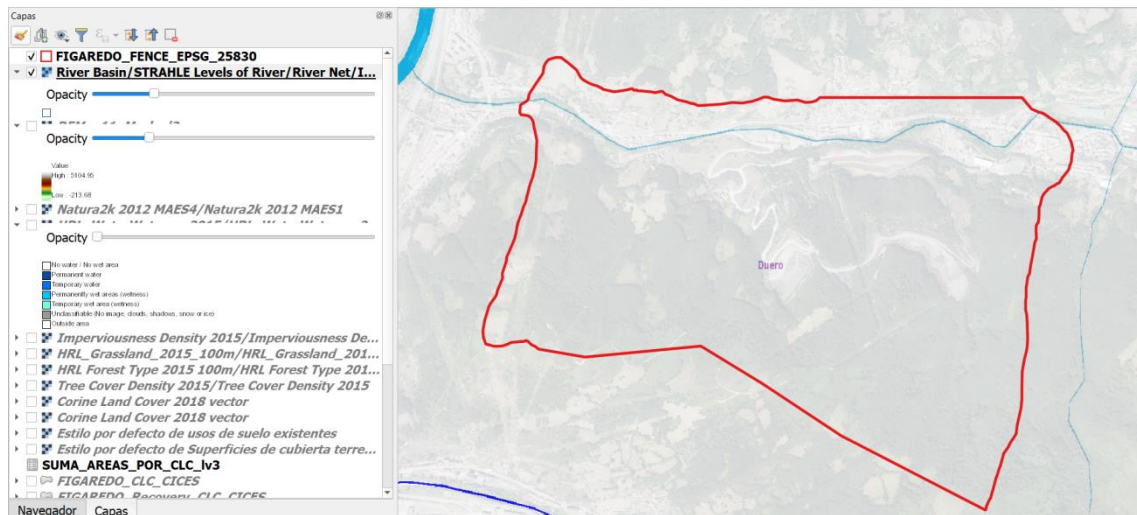 Capas
FIGAREDO_FENCE_EPSG_25830
River Basin/STRAHLE Levels of River/River Net/I...
Opacity
Opacity
Value
High : 5104.95
Low : -213.68
Natura2k 2012 MAES4/Natura2k 2012 MAES1
Opacity
No water / No wet area
Permanent water
Temporary water
Permanently wet areas (wetness)
Temporary wet area (wetness)
Unclassifiable (No image, clouds, shadows, snow or ice)
Outside area
Imperviousness Density 2015/Imperviousness De...
HRL_Grassland_2015_100m/HRL_Grassland_201...
HRL Forest Type 2015 100m/HRL Forest Type 201...
Tree Cover Density 2015/Tree Cover Density 2015
Corine Land Cover 2018 vector
Corine Land Cover 2018 vector
Estilo por defecto de usos de suelo existentes
Estilo por defecto de Superficies de cubierta terre...
SUMA_AREAS_POR_CLC_lv3
FIGAREDO_CLC_CICES
FIGAREDO_Recovery_CLC_CICES
Navegador
Capas
Duero